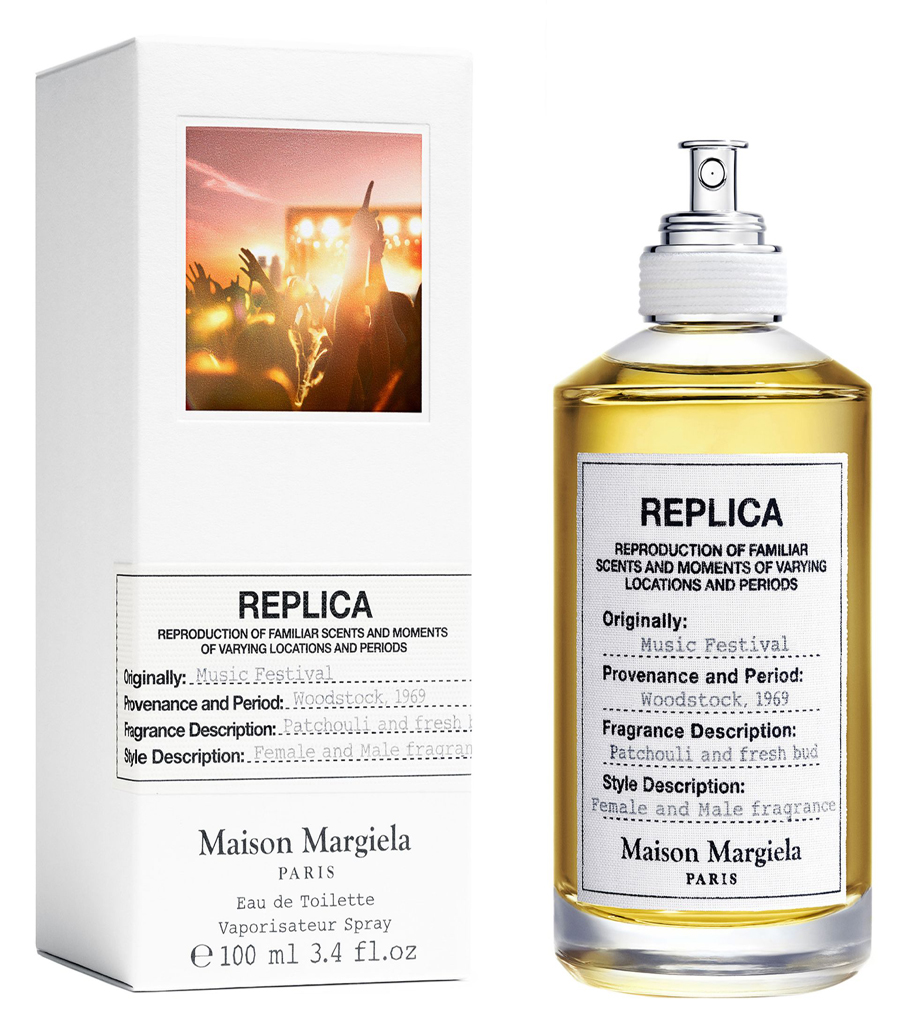 REPLICA
REPRODUCTION OF FAMILIAR SCENTS AND MOMENTS
OF VARYING LOCATIONS AND PERIODS
Originally: Music Festival
Provenance and Period: Woodstock, 1969
Fragrance Description: Patchouli and fresh b
Style Description: Female and Male fragran
Maison Margiela
PARIS
Eau de Toilette
Vaporisateur Spray
℮ 100 ml 3.4 fl.oz
REPLICA
REPRODUCTION OF FAMILIAR
SCENTS AND MOMENTS OF VARYING
LOCATIONS AND PERIODS
Originally:
Music Festival
Provenance and Period:
Woodstock, 1969
Fragrance Description:
Patchouli and fresh bud
Style Description:
Female and Male fragrance
Maison Margiela
PARIS